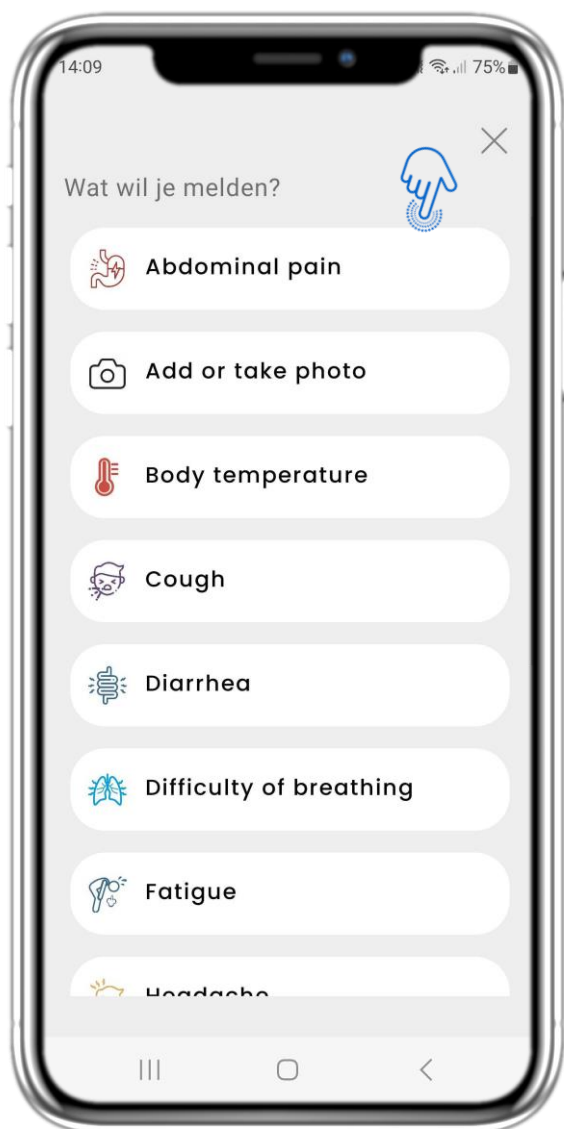 14:09
75%
Wat wil je melden?
Abdominal pain
Add or take photo
Body temperature
Cough
Diarrhea
Difficulty of breathing
Fatigue
Headache